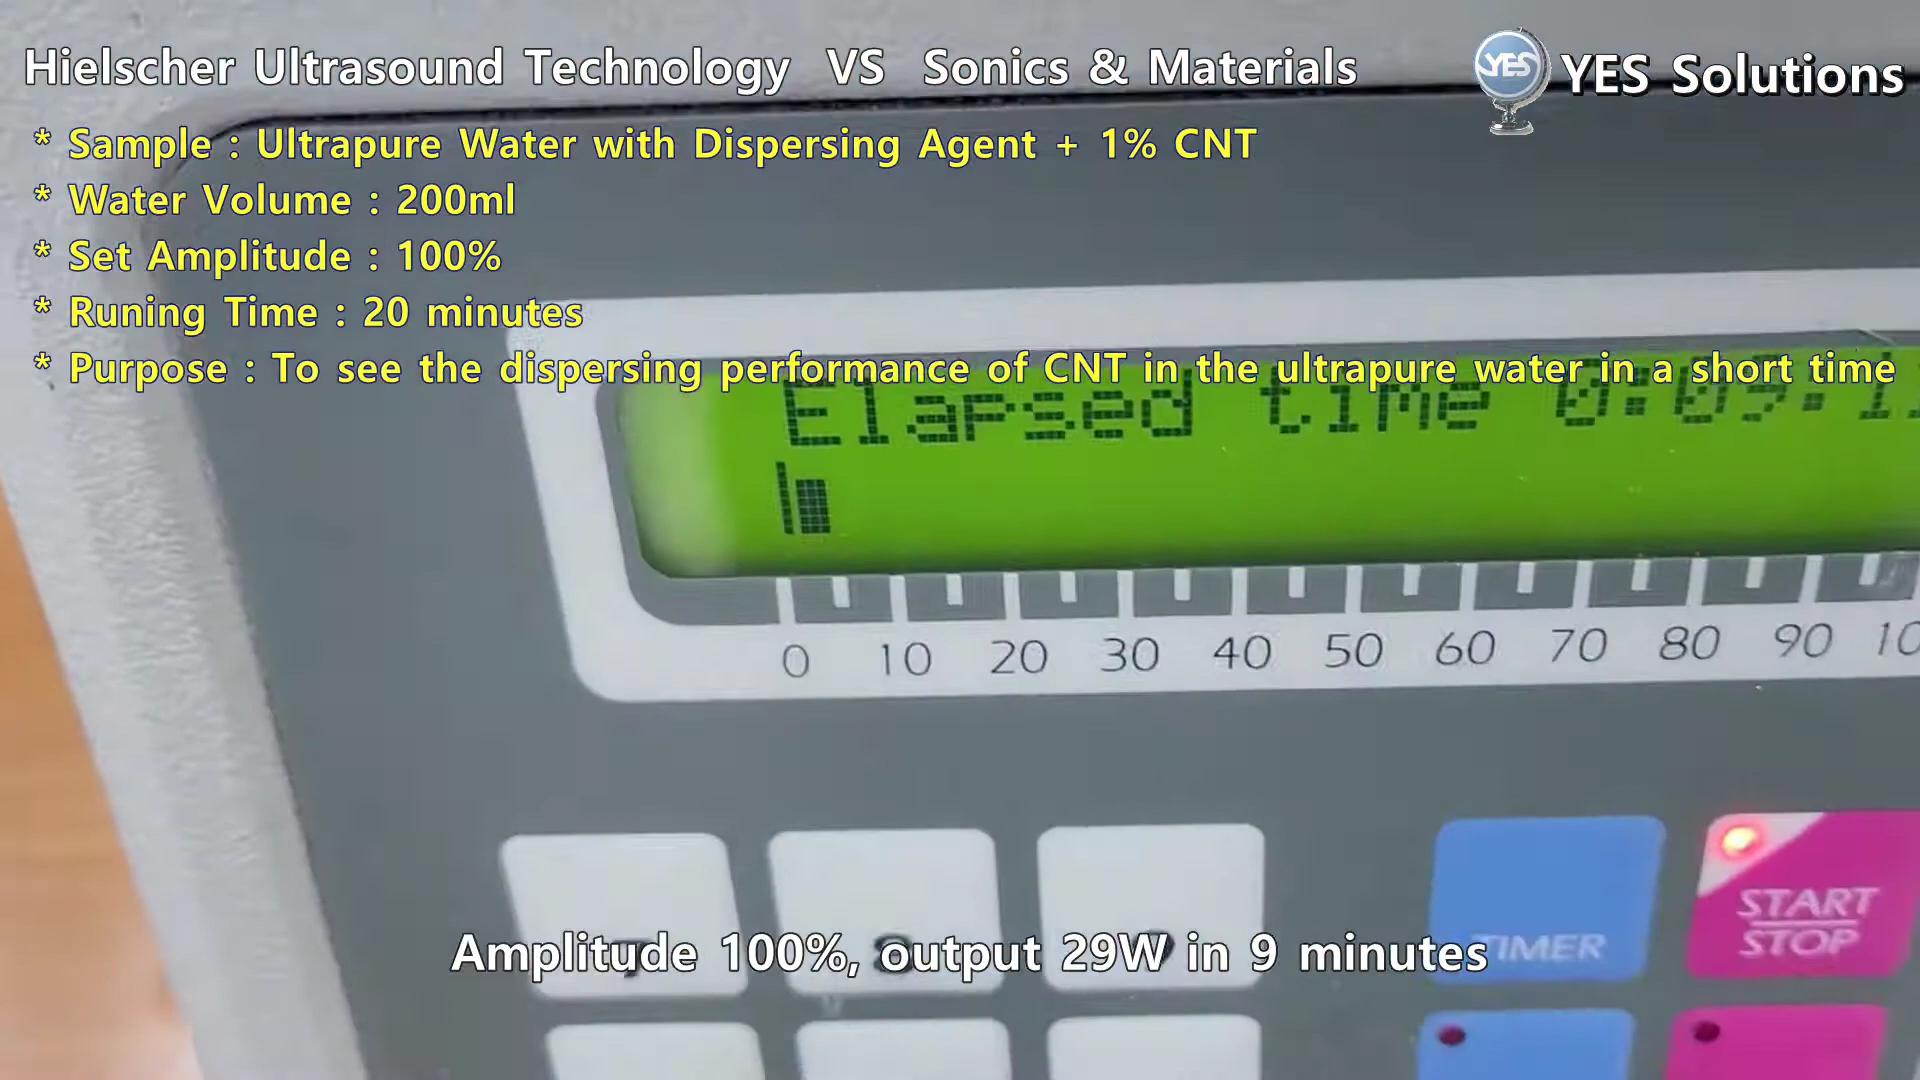 Hielscher Ultrasound Technology VS Sonics & Materials
YES YES Solutions
* Sample : Ultrapure Water with Dispersing Agent + 1% CNT
* Water Volume : 200ml
* Set Amplitude : 100%
* Runing Time : 20 minutes
* Purpose : To see the dispersing performance of CNT in the ultrapure water in a short time
Elapsed time
0 10 20 30 40 50 60 70 80 90
START
STOP
TIMER
Amplitude 100%, output 29W in 9 minutes